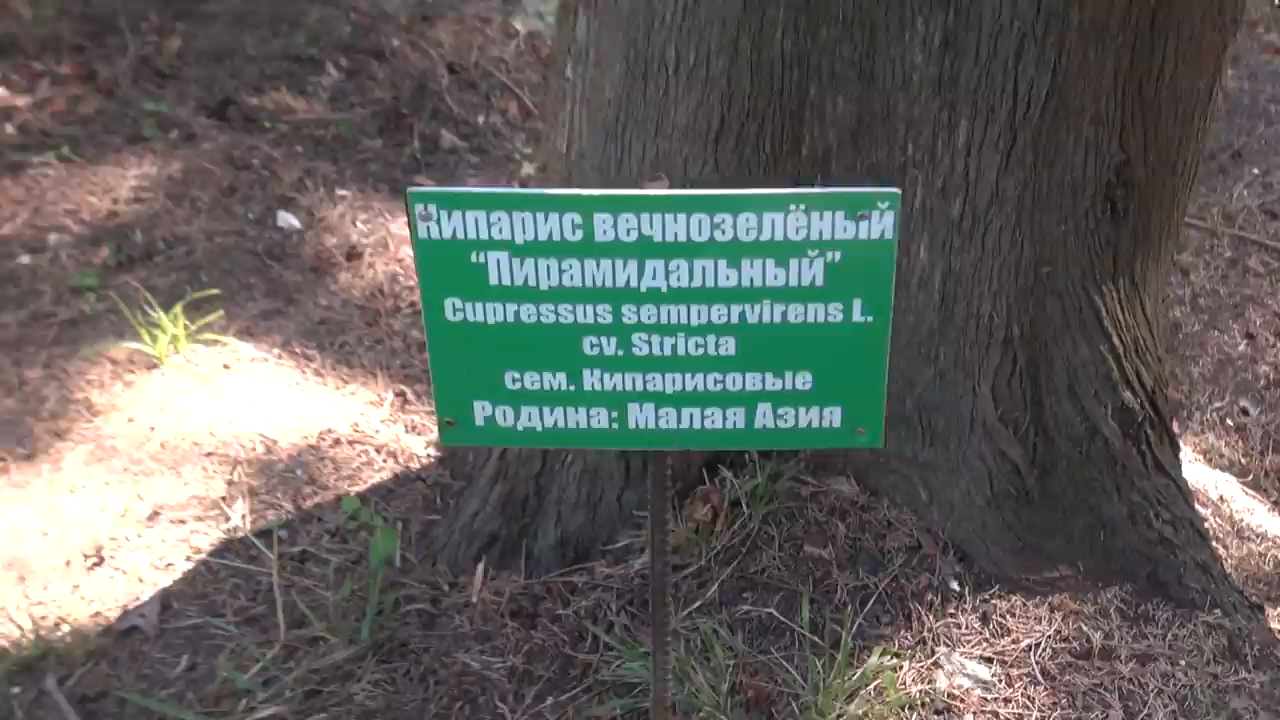 Кипарис вечнозелёный
“Пирамидальный”
Cupressus sempervirens L.
cv. Stricta
сем. Кипарисовые
Родина: Малая Азия